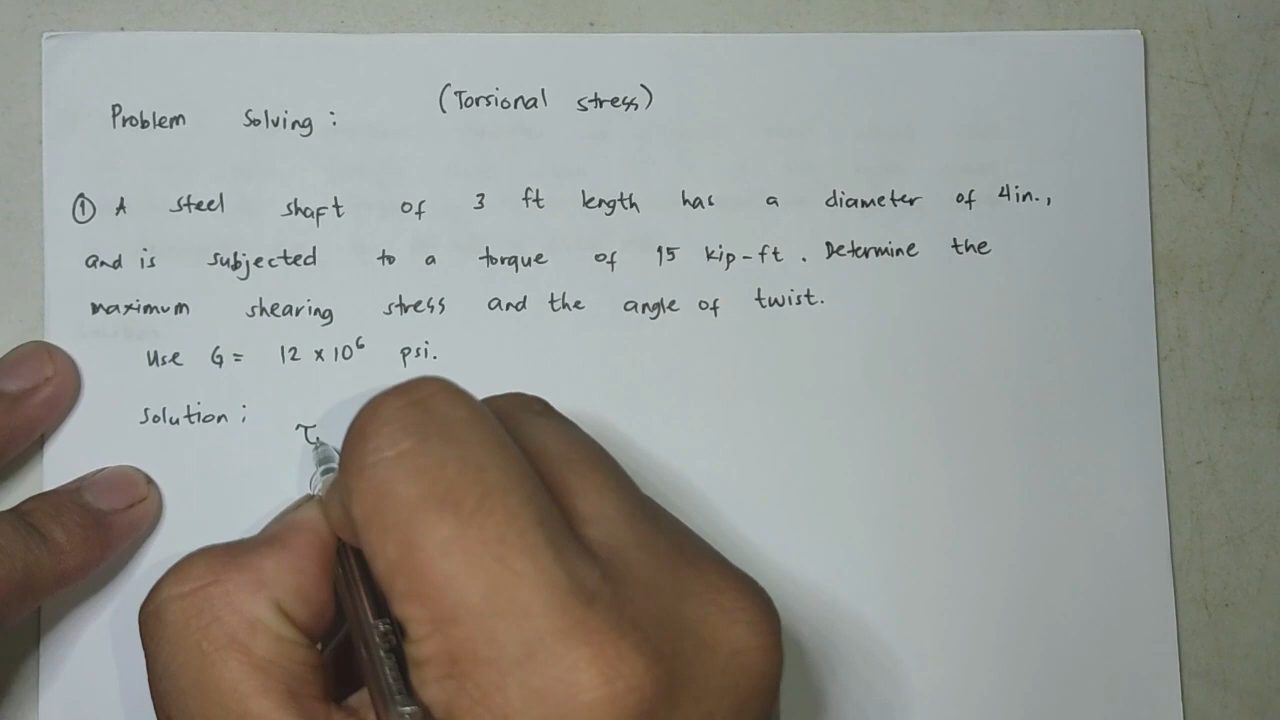 (Torsional stress)
Problem Solving :
① A steel shaft of 3 ft length has a diameter of 4in.,
and is subjected to a torque of 15 kip-ft. Determine the
maximum shearing stress and the angle of twist.
Use G = 12 x 10⁶ psi.
Solution :
τ